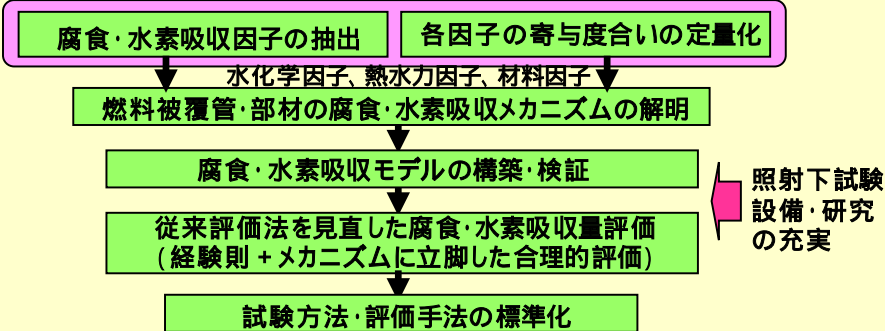 腐食・水素吸収因子の抽出
各因子の寄与度合いの定量化
水化学因子、熱水力因子、材料因子
燃料被覆管・部材の腐食・水素吸収メカニズムの解明
腐食・水素吸収モデルの構築・検証
従来評価法を見直した腐食・水素吸収量評価
(経験則＋メカニズムに立脚した合理的評価)
試験方法・評価手法の標準化
照射下試験
設備・研究
の充実